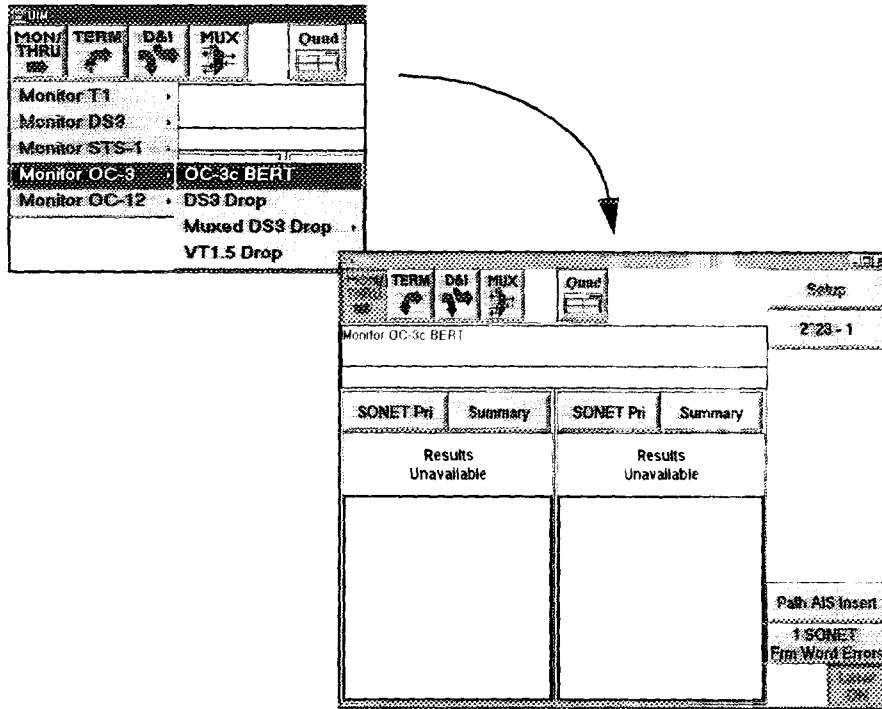 UIM
MON/ THRU
TERM
D&I
MUX
Quad
Monitor T1
Monitor DS3
Monitor STS-1
Monitor OC-3
OC-3c BERT
Monitor OC-12
DS3 Drop
Muxed DS3 Drop
VT1.5 Drop
TERM
D&I
MUX
Quad
Setup
2^23 - 1
Monitor OC-3c BERT
SONET Pri
Summary
SONET Pri
Summary
Results
Unavailable
Results
Unavailable
Path AIS Insert
1 SONET
Frm Word Errors